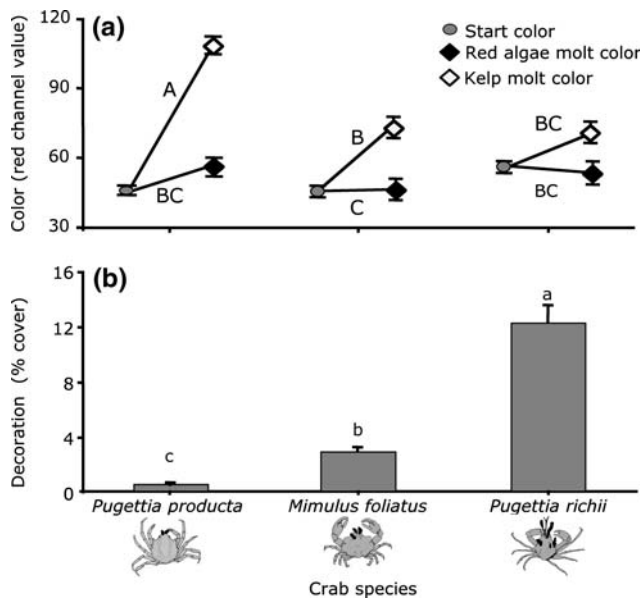 (a)
Start color
Red algae molt color
Kelp molt color
Color (red channel value)
120
90
60
30
A
BC
B
C
BC
BC
(b)
Decoration (% cover)
16
12
8
4
0
c
b
a
Pugettia producta Mimulus foliatus Pugettia richii
Crab species